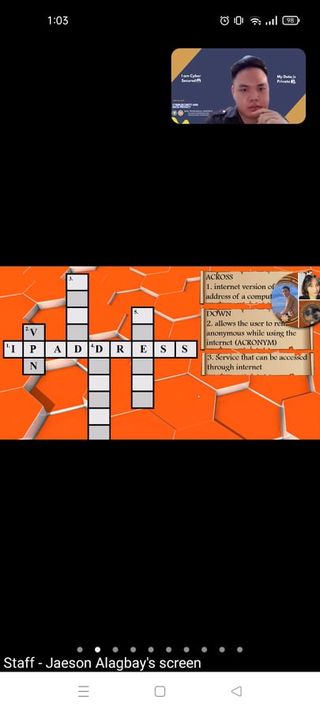 1:03
98
I am Cyber
Secured
My Data is
Private
ACROSS
1. internet version of
address of a comput
DOWN
2. allows the user to rem
anonymous while using the
internet (ACRONYM)
3. Service that can be accessed
through internet
3.
5.
2. V
1. I P A D D 4. D R E S S
N
Staff - Jaeson Alagbay's screen